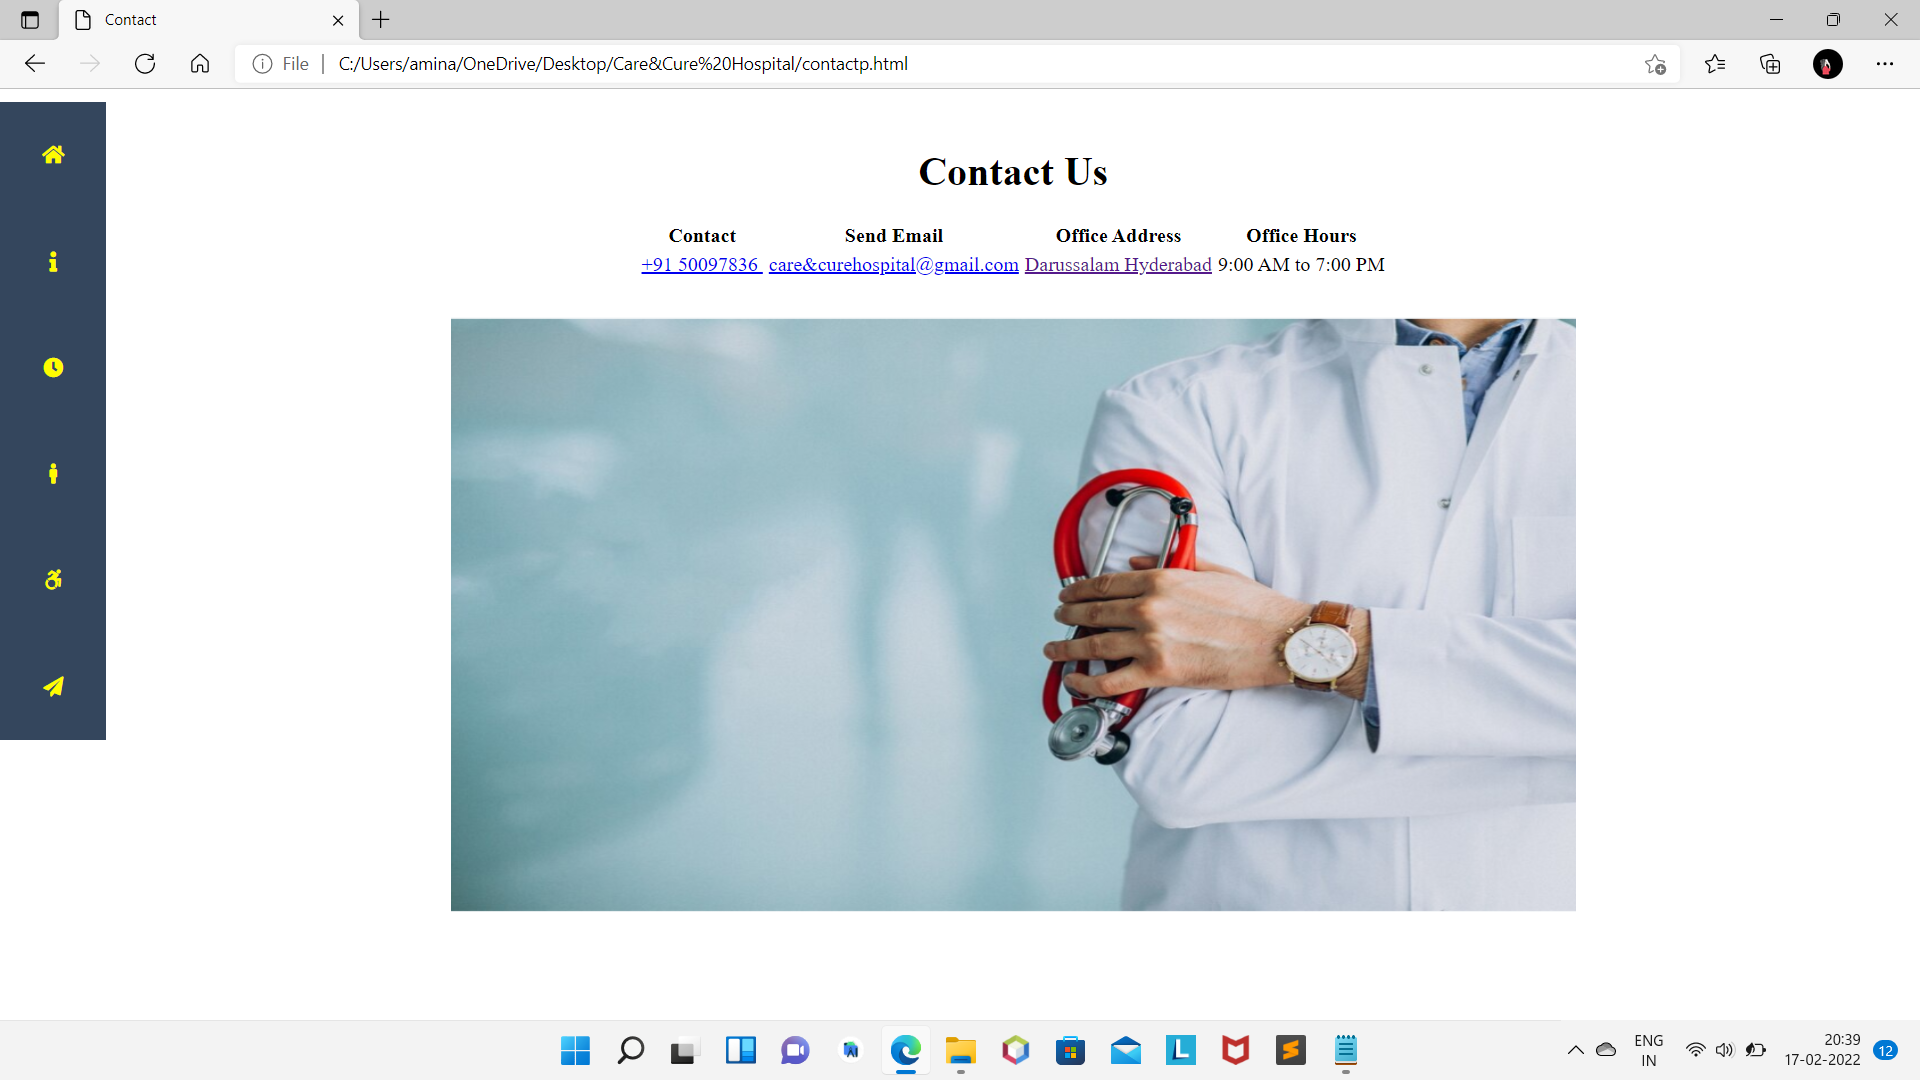 Contact
File
C:/Users/amina/OneDrive/Desktop/Care&Cure%20Hospital/contactp.html
Contact Us
Contact Send Email Office Address Office Hours
+91 50097836 care&curehospital@gmail.com Darussalam Hyderabad 9:00 AM to 7:00 PM
ENG
IN
20:39
17-02-2022
12